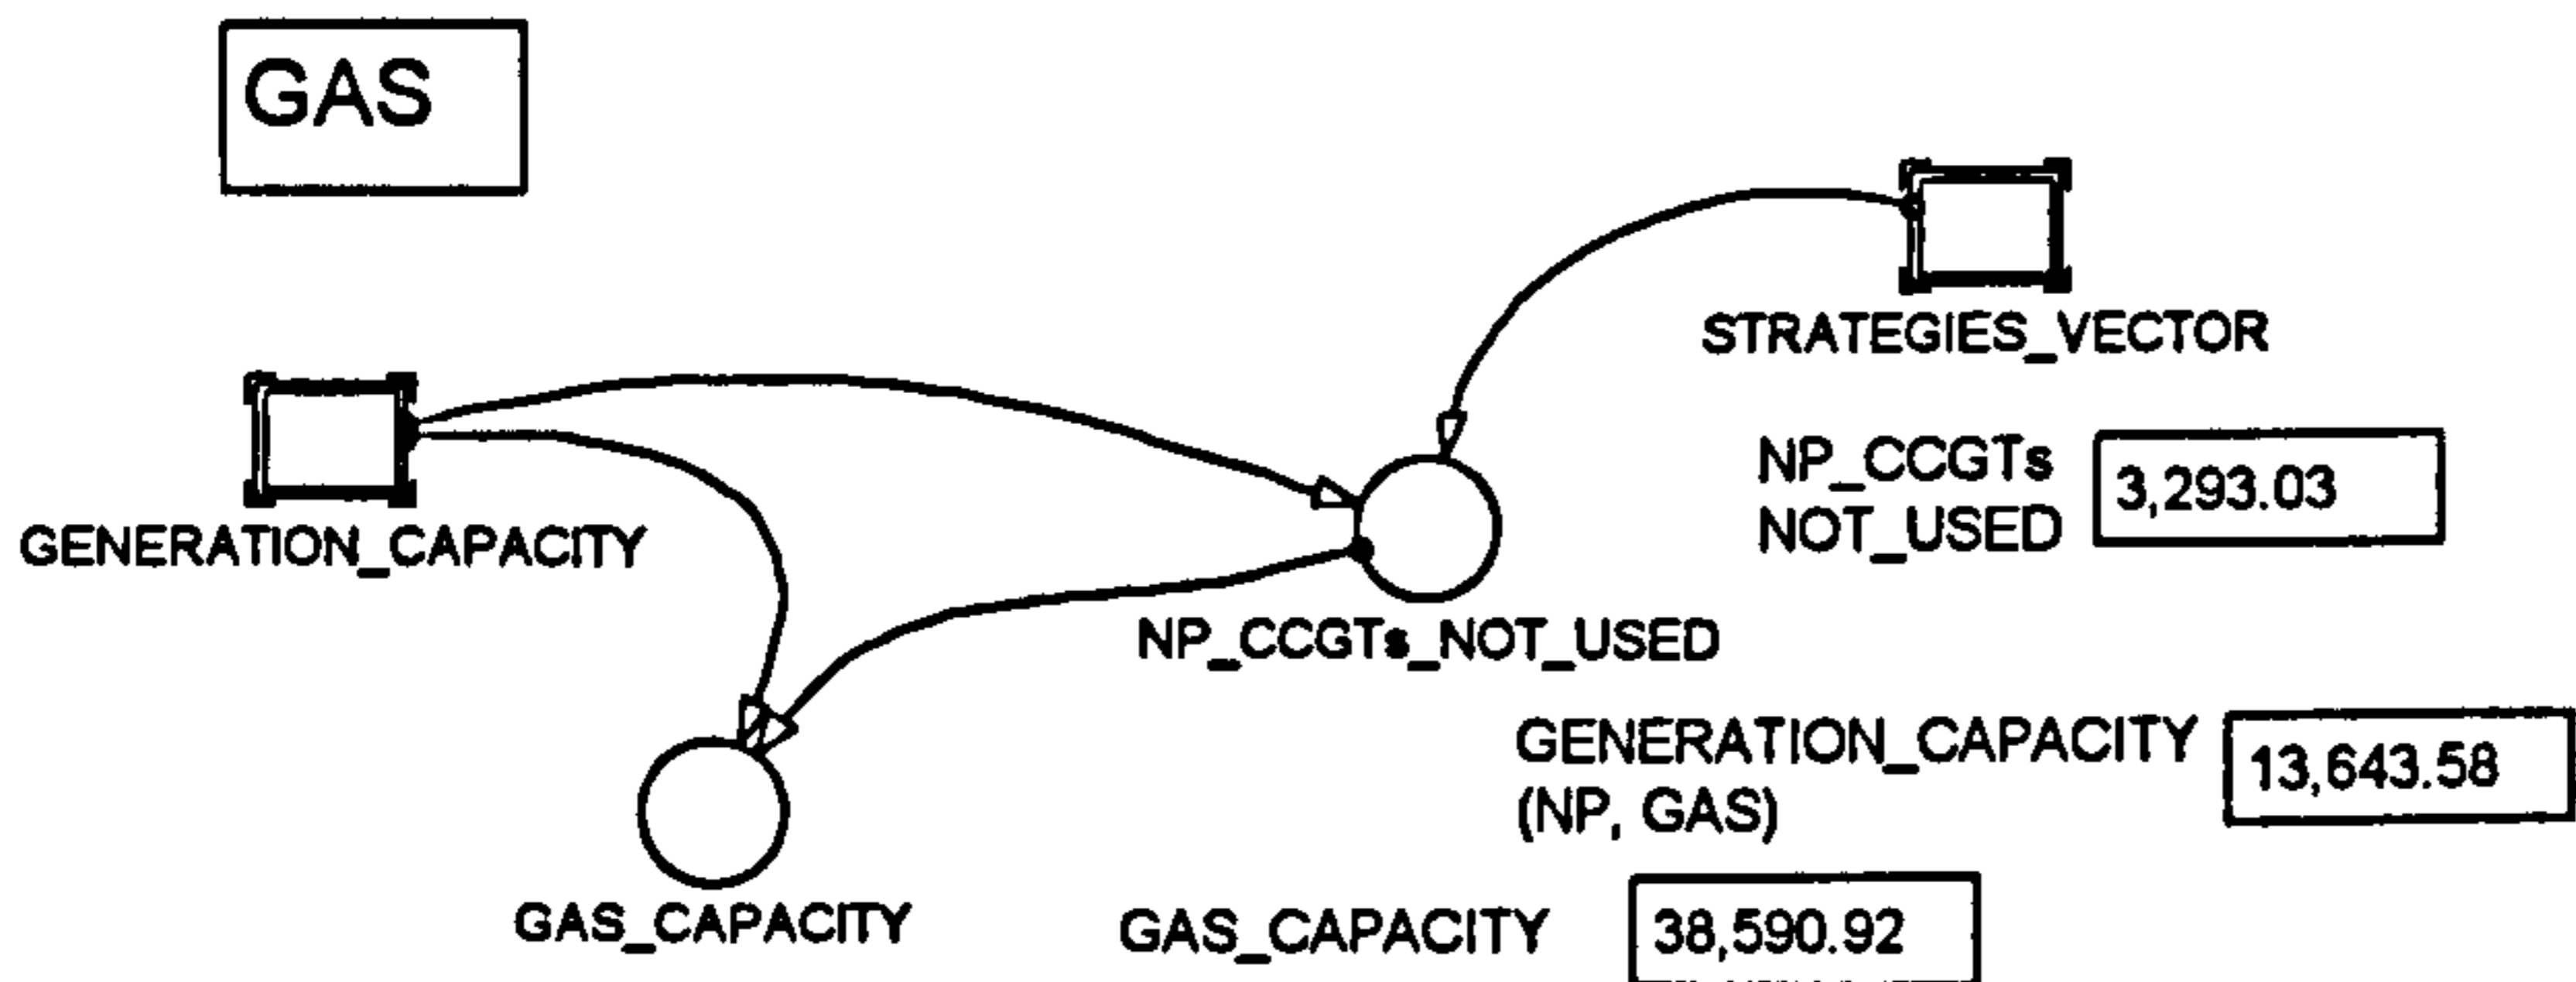 GAS
STRATEGIES_VECTOR
GENERATION_CAPACITY
NP_CCGTs
NOT_USED
3,293.03
NP_CCGTs_NOT_USED
GENERATION_CAPACITY
(NP, GAS)
13,643.58
GAS_CAPACITY
GAS_CAPACITY
38,590.92